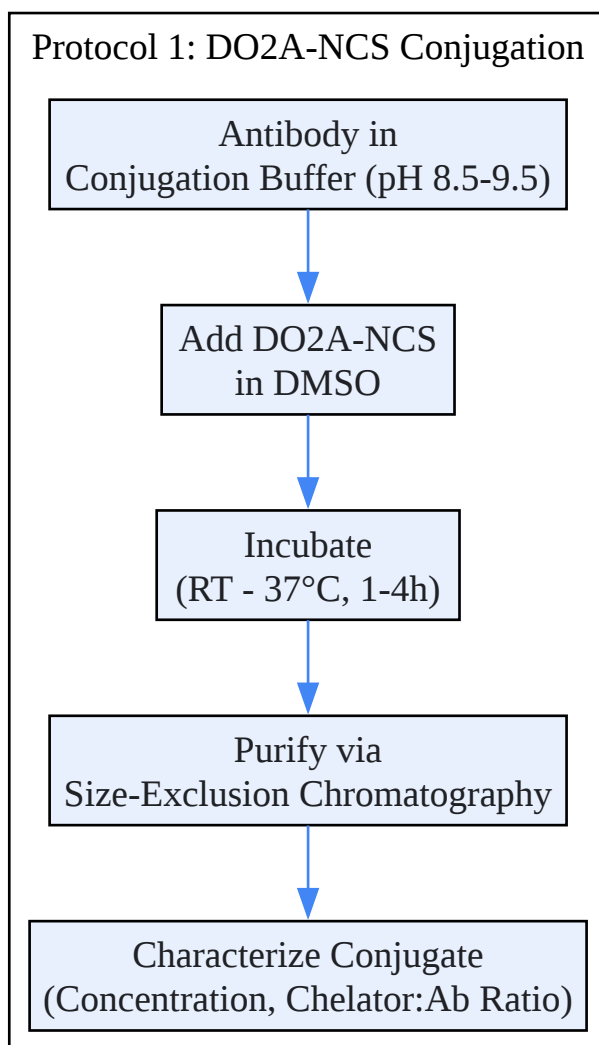 Protocol 1: DO2A-NCS Conjugation
Antibody in
Conjugation Buffer (pH 8.5-9.5)
Add DO2A-NCS
in DMSO
Incubate
(RT - 37°C, 1-4h)
Purify via
Size-Exclusion Chromatography
Characterize Conjugate
(Concentration, Chelator:Ab Ratio)